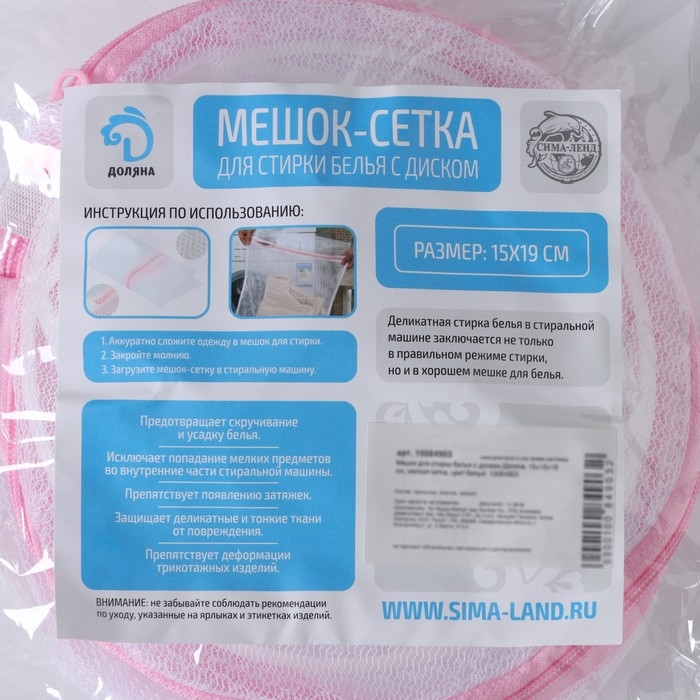 ДОЛЯНА
МЕШОК-СЕТКА
ДЛЯ СТИРКИ БЕЛЬЯ С ДИСКОМ
СИМА-ЛЕНД
ИНСТРУКЦИЯ ПО ИСПОЛЬЗОВАНИЮ:
РАЗМЕР: 15X19 СМ
1. Аккуратно сложите одежду в мешок для стирки.
2. Закройте молнию.
3. Загрузите мешок-сетку в стиральную машину.
Деликатная стирка белья в стиральной
машине заключается не только
в правильном режиме стирки,
но и в хорошем мешке для белья.
Предотвращает скручивание
и усадку белья.
Исключает попадание мелких предметов
во внутренние части стиральной машины.
Препятствует появлению затяжек.
Защищает деликатные и тонкие ткани
от повреждения.
Препятствует деформации
трикотажных изделий.
арт. 10084903
ВНИМАНИЕ: не забывайте соблюдать рекомендации
по уходу, указанные на ярлыках и этикетках изделий.
WWW.SIMA-LAND.RU